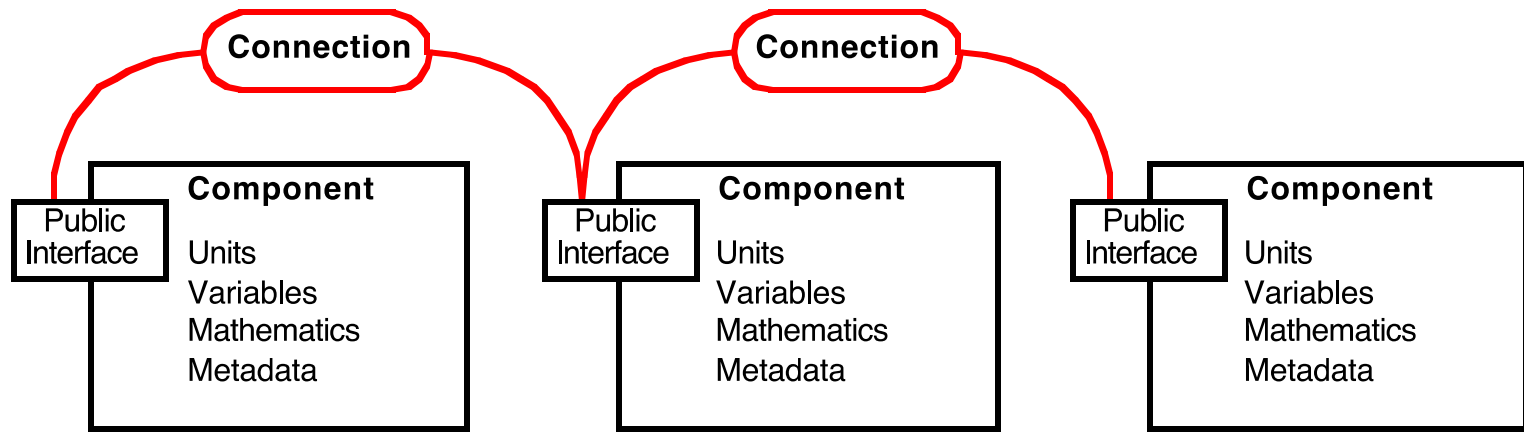 Connection
Connection
Component
Public
Interface
Units
Variables
Mathematics
Metadata
Component
Public
Interface
Units
Variables
Mathematics
Metadata
Component
Public
Interface
Units
Variables
Mathematics
Metadata